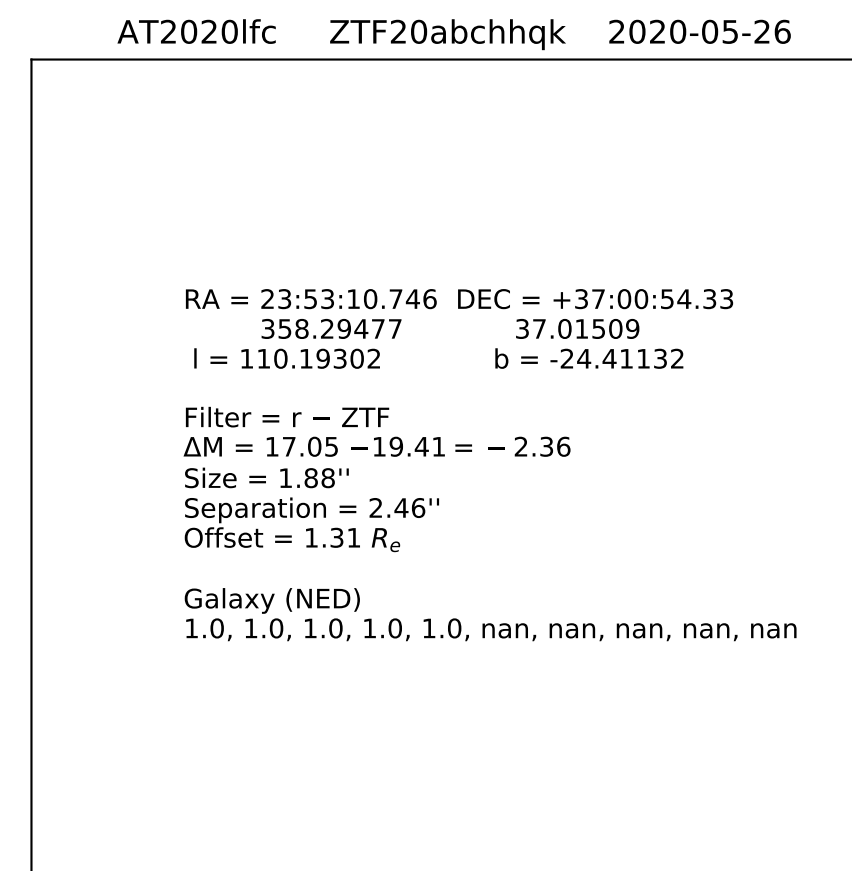 AT2020lfc ZTF20abchhqk 2020-05-26
RA = 23:53:10.746 DEC = +37:00:54.33
358.29477 37.01509
l = 110.19302 b = -24.41132
Filter = r − ZTF
ΔM = 17.05 −19.41 = − 2.36
Size = 1.88''
Separation = 2.46''
Offset = 1.31 Rₑ
Galaxy (NED)
1.0, 1.0, 1.0, 1.0, 1.0, nan, nan, nan, nan, nan